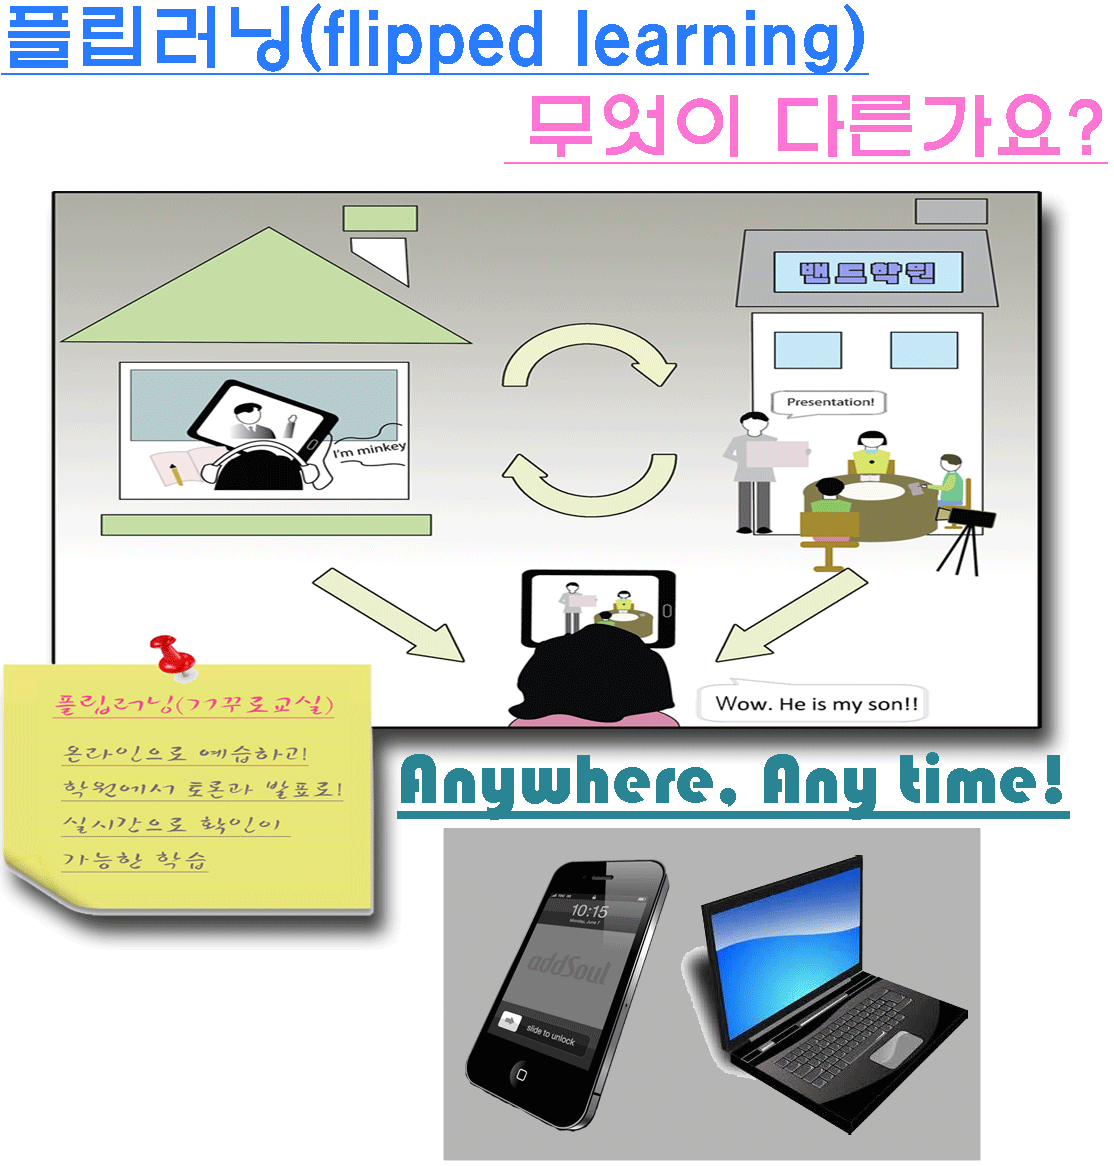 플립러닝(flipped learning)
무엇이 다른가요?
밴드학원
Presentation!
I'm minkey
Wow. He is my son!!
플립러닝(거꾸로교실)
온라인으로 예습하고!
학원에서 토론과 발표로!
실시간으로 확인이
가능한 학습
Anywhere, Any time!
10:15
Monday, June 7
addSoul
slide to unlock